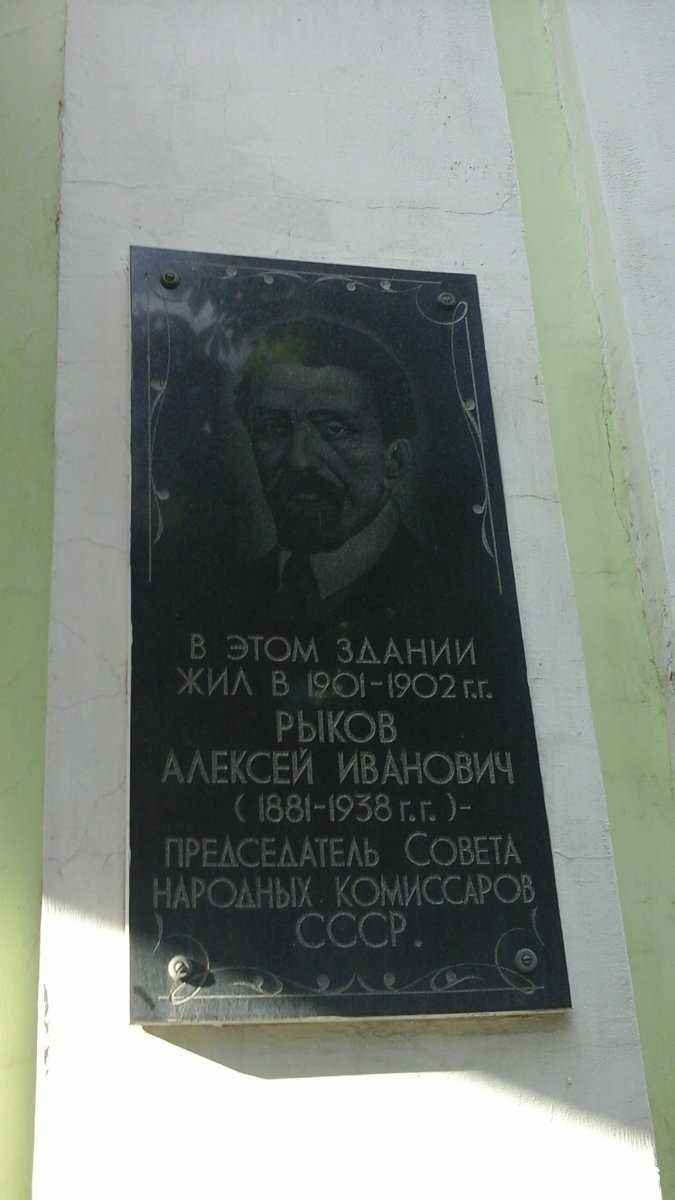 В ЭТОМ ЗДАНИИ
ЖИЛ В 1901-1902 г.г.
РЫКОВ
АЛЕКСЕЙ ИВАНОВИЧ
(1881-1938 г.г.)-
ПРЕДСЕДАТЕЛЬ СОВЕТА
НАРОДНЫХ КОМИССАРОВ
СССР.